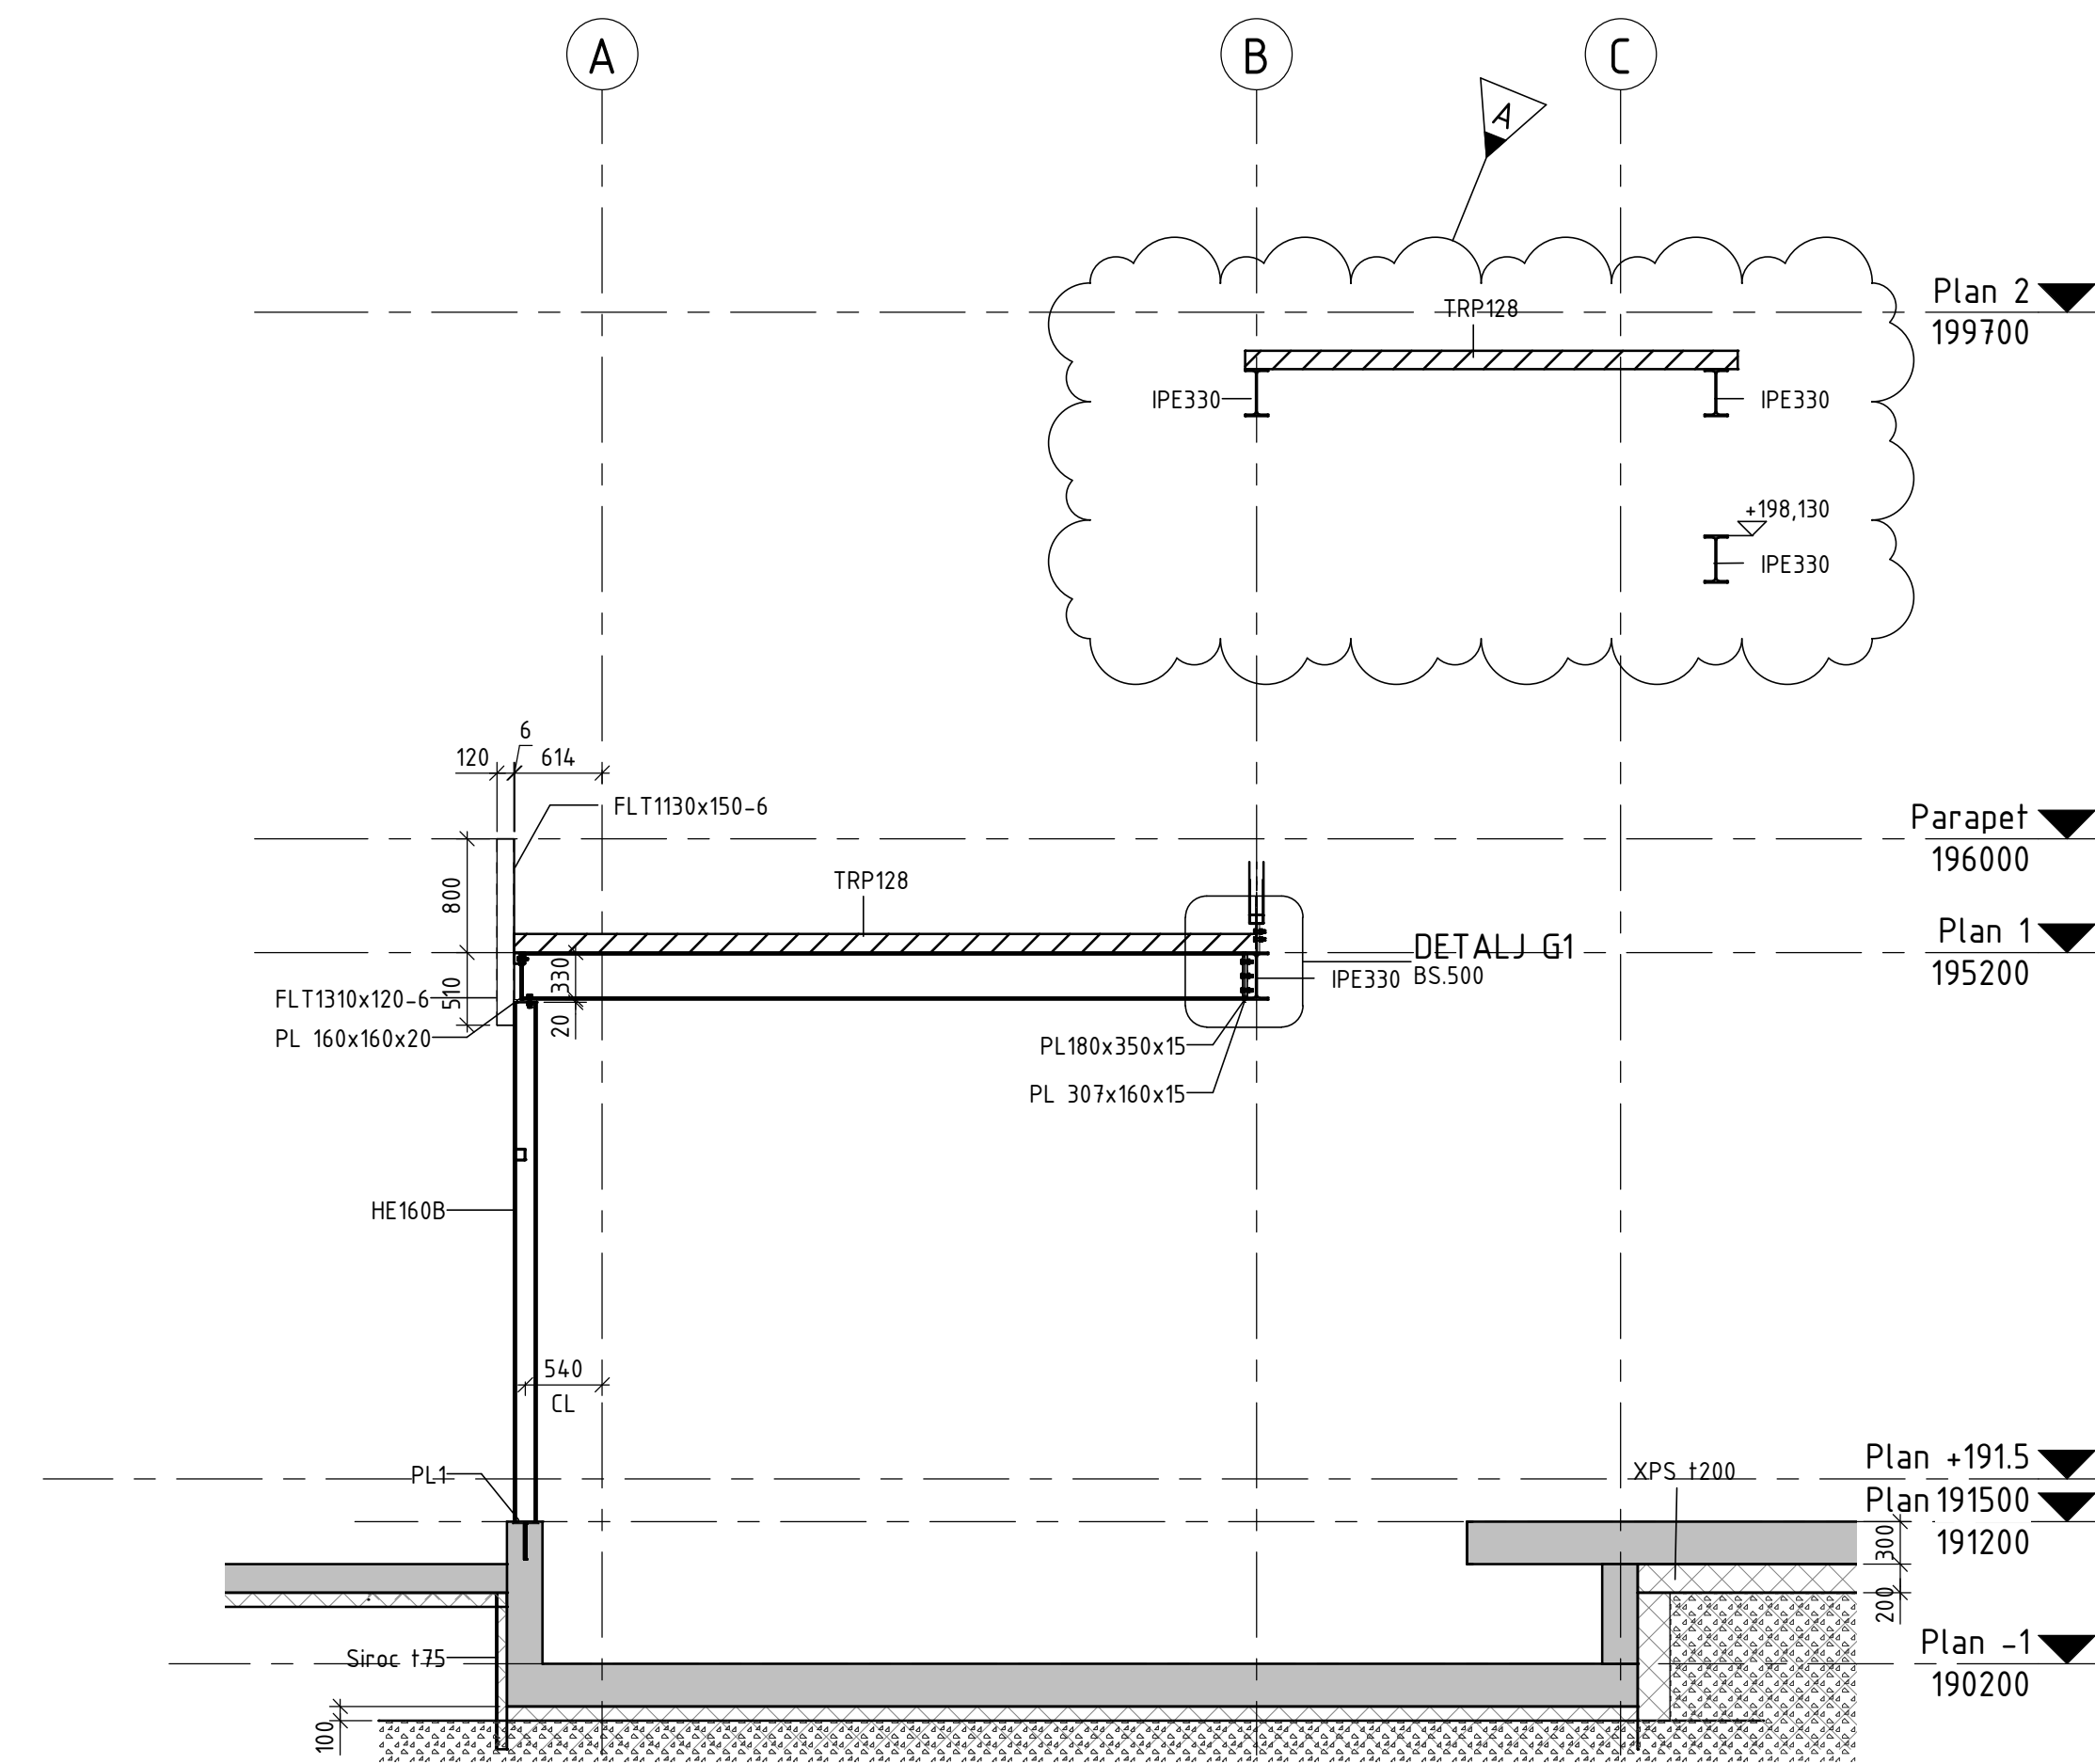 A
B
C
A
Plan 2
199700
TRP128
IPE330
IPE330
+198,130
IPE330
6
120
614
FLT1130x150-6
Parapet
196000
800
TRP128
Plan 1
195200
DETALJ G1
BS.500
IPE330
330
510
20
FLT1310x120-6
PL 160x160x20
PL180x350x15
PL 307x160x15
HE160B
540
CL
PL1
XPS t200
Plan +191.5
Plan 191500
191200
300
200
Siroc t75
Plan -1
190200
100